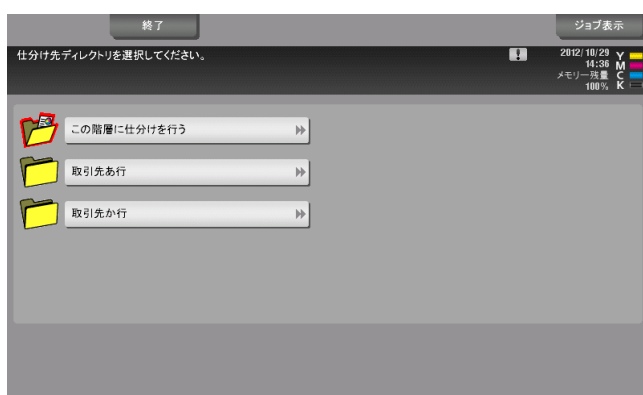 終了
ジョブ表示
仕分け先ディレクトリを選択してください。
2012/10/29
14:36
メモリー残量
100%
Y
M
C
K
この階層に仕分けを行う
取引先あ行
取引先か行